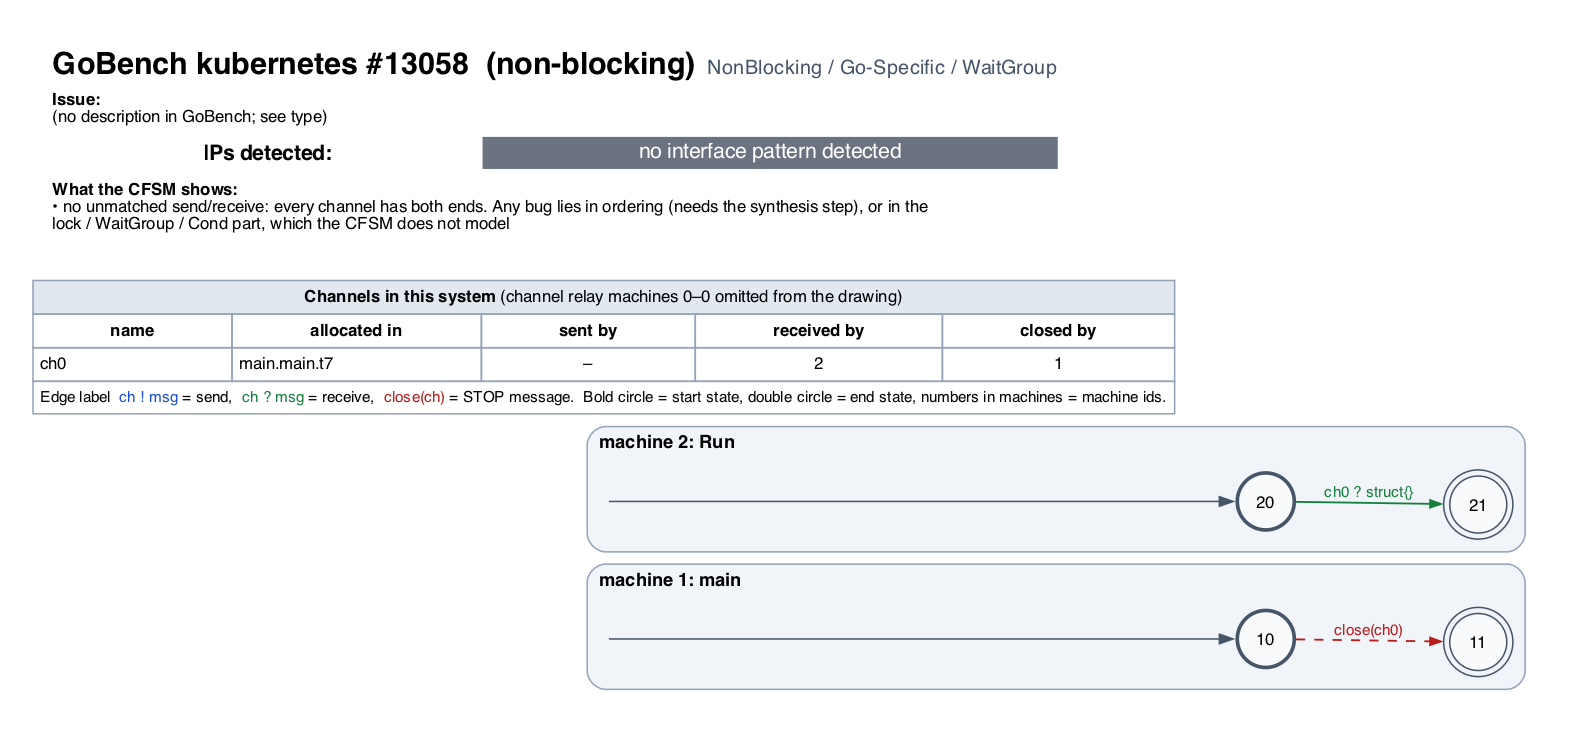 GoBench kubernetes #13058  (non-blocking)  NonBlocking / Go-Specific / WaitGroup
Issue:
(no description in GoBench; see type)
IPs detected:  no interface pattern detected
What the CFSM shows:
• no unmatched send/receive: every channel has both ends. Any bug lies in ordering (needs the synthesis step), or in the
lock / WaitGroup / Cond part, which the CFSM does not model
Channels in this system (channel relay machines 0–0 omitted from the drawing)
name  allocated in  sent by  received by  closed by
ch0  main.main.t7  –  2  1
Edge label  ch ! msg = send,  ch ? msg = receive,  close(ch) = STOP message.  Bold circle = start state, double circle = end state, numbers in machines = machine ids.
machine 2: Run
20  ch0 ? struct{}  21
machine 1: main
10  close(ch0)  11